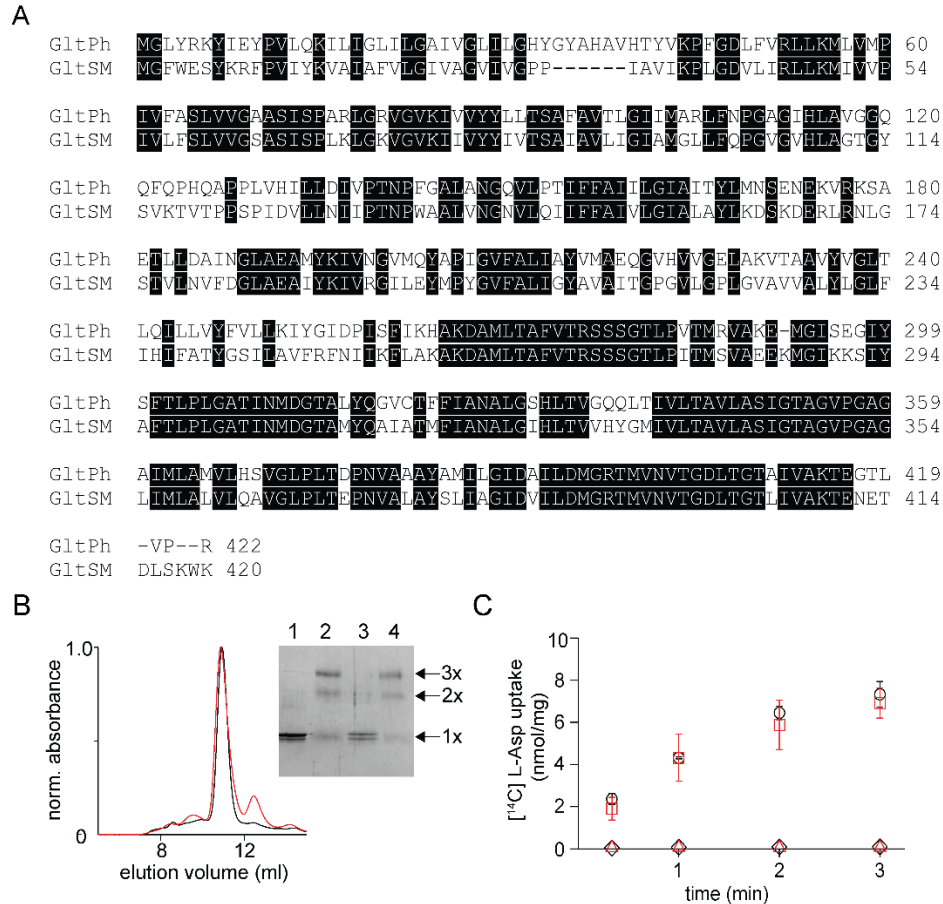 A
GltPh MGLYRKYIEYPVLQKILIGLILGAIVGLILGHYGYAHAVHTYVKPFGDLFVRLLKMLVMP 60
GltSM MGFWESYKRFPVIYKVAIAFVLGIVAGVIVGPP------IAVIKPLGDVLIRLLKMIVVP 54
GltPh IVFASLVVGAASISPARLGRVGVKIVVYYLLTSAFAVTLGIIMARLFNPGAGIHLAVGGQ 120
GltSM IVLFSLVVGSASISPLKLGKVGVKIVVYYIVTSAIAVLIGIAMGLLFQPGVGVHLAGTGY 114
GltPh QFQPHQAPPLVHILLDIVPTNPFGALANGQVLPTIFFAIILGIAITYLMNSENEKVRKSA 180
GltSM SVKTVTPPSPIDVLLNIIPTNPWAALVNGNVLQIIFFAIVLGIALAYLKDSKDERLRNLG 174
GltPh ETLLDAINGLAEAMYKIVNGVMQYAPIGVFALIAYVMAEQGVHVVGELAKVTAAVYVGLT 240
GltSM STVLNVFDGLAEAIYKIVRGILEYMPYGVFALIGYAVAITGPGVLGPLGVAVVALYLGLF 234
GltPh LQILLVYFVLLKIYGIDPISFIKHAKDAMLTAFVTRSSSGTLPVTMRVAKE-MGISEGIY 299
GltSM IHIFATYGSILAVFRFNIIKFLAKAKDAMLTAFVTRSSSGTLPITMSVAEEKMGIKKSIY 294
GltPh SFTLPLGATINMDGTALYQGVCTFFIANALGSHLTVGQQLTIVLTAVLASIGTAGVPGAG 359
GltSM AFTLPLGATINMDGTAMYQAIATMFIANALGIHLTVVHYGMIVLTAVLASIGTAGVPGAG 354
GltPh AIMLAMVLHSVGLPLTDPNVAAAYAMILGIDAILDMGRTMVNVTGDLTGTAIVAKTEGTL 419
GltSM LIMLALVLQAVGLPLTEPNVALAYSLIAGIDVILDMGRTMVNVTGDLTGTLIVAKTENET 414
GltPh -VP--R 422
GltSM DLSKWK 420
B
1 2 3 4
3x
2x
1x
1.0
0
norm. absorbance
8 12
elution volume (ml)
C
[¹⁴C] L-Asp uptake
(nmol/mg)
10
8
6
4
2
0
1 2 3
time (min)